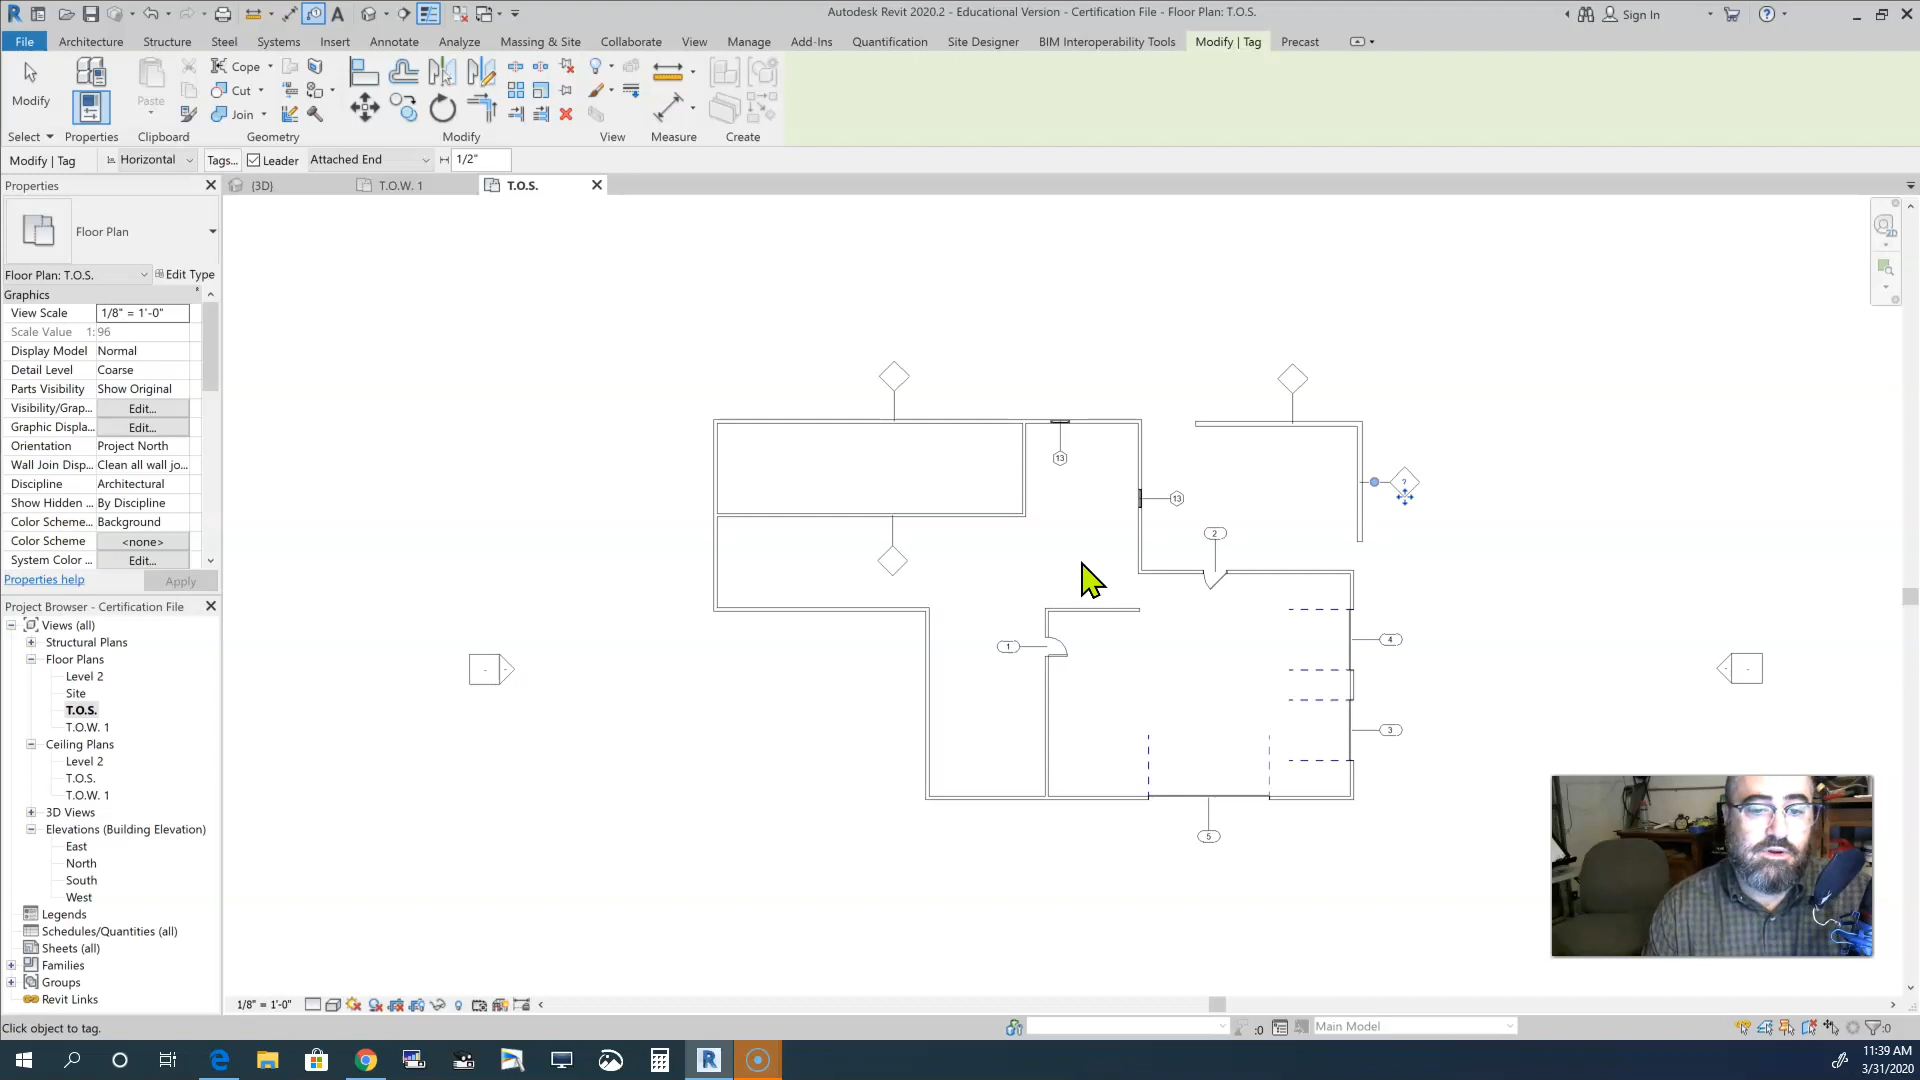 Autodesk Revit 2020.2 - Educational Version - Certification File - Floor Plan: T.O.S.
Sign In
File
Architecture
Structure
Steel
Systems
Insert
Annotate
Analyze
Massing & Site
Collaborate
View
Manage
Add-Ins
Quantification
Site Designer
BIM Interoperability Tools
Modify | Tag
Precast
Modify
Paste
Cope
Cut
Join
Select
Properties
Clipboard
Geometry
Modify
View
Measure
Create
Modify | Tag
Horizontal
Tags...
Leader
Attached End
1/2"
Properties
{3D}
T.O.W. 1
T.O.S.
Floor Plan
Floor Plan: T.O.S.
Edit Type
Graphics
View Scale 1/8" = 1'-0"
Scale Value 1: 96
Display Model Normal
Detail Level Coarse
Parts Visibility Show Original
Visibility/Grap... Edit...
Graphic Displa... Edit...
Orientation Project North
Wall Join Disp... Clean all wall jo...
Discipline Architectural
Show Hidden ... By Discipline
Color Scheme... Background
Color Scheme <none>
System Color ... Edit...
Properties help
Apply
Project Browser - Certification File
Views (all)
Structural Plans
Floor Plans
Level 2
Site
T.O.S.
T.O.W. 1
Ceiling Plans
Level 2
T.O.S.
T.O.W. 1
3D Views
Elevations (Building Elevation)
East
North
South
West
Legends
Schedules/Quantities (all)
Sheets (all)
Families
Groups
Revit Links
2D
13
13
?
2
1
4
3
5
1/8" = 1'-0"
Click object to tag.
:0
Main Model
:0
11:39 AM
3/31/2020